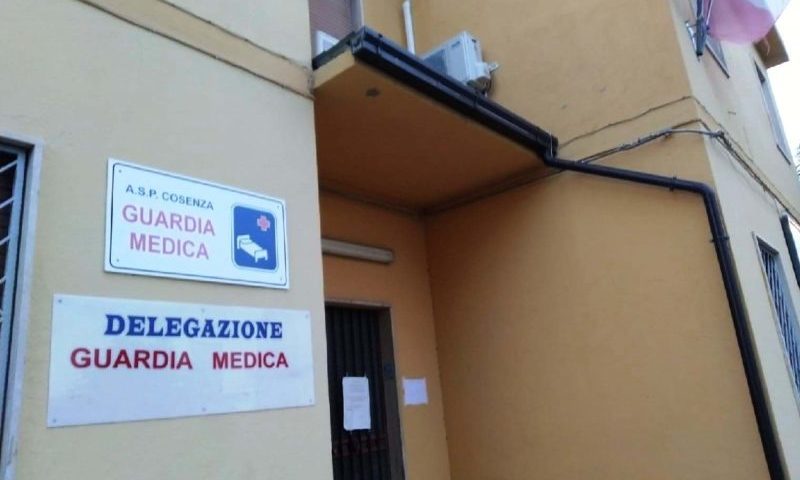 A.S.P. COSENZA
GUARDIA
MEDICA
DELEGAZIONE
GUARDIA MEDICA